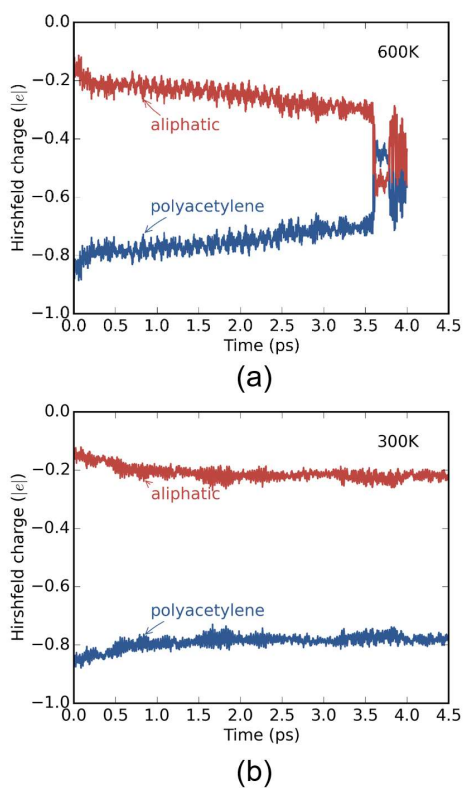 0.0
600K
−0.2
aliphatic
−0.4
−0.6
polyacetylene
−0.8
−1.0
0.0 0.5 1.0 1.5 2.0 2.5 3.0 3.5 4.0 4.5
Hirshfeld charge (|e|)
Time (ps)
(a)
0.0
300K
−0.2
aliphatic
−0.4
−0.6
polyacetylene
−0.8
−1.0
0.0 0.5 1.0 1.5 2.0 2.5 3.0 3.5 4.0 4.5
Hirshfeld charge (|e|)
Time (ps)
(b)